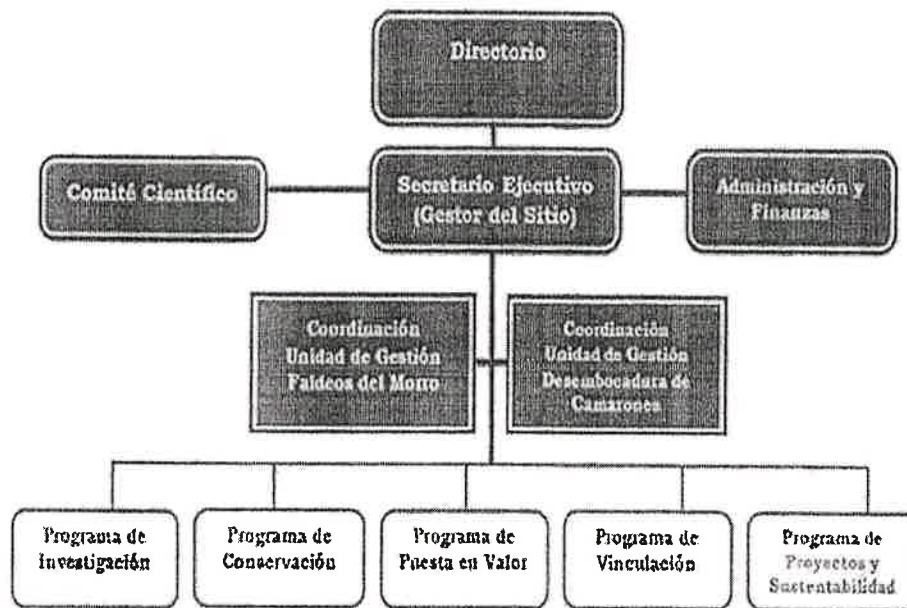 Directorio
Comité Científico
Secretario Ejecutivo
(Gestor del Sitio)
Administración y
Finanzas
Coordinación
Unidad de Gestión
Faldeos del Morro
Coordinación
Unidad de Gestión
Desembocadura de
Camarones
Programa de
Investigación
Programa de
Conservación
Programa de
Puesta en Valor
Programa de
Vinculación
Programa de
Proyectos y
Sustentabilidad